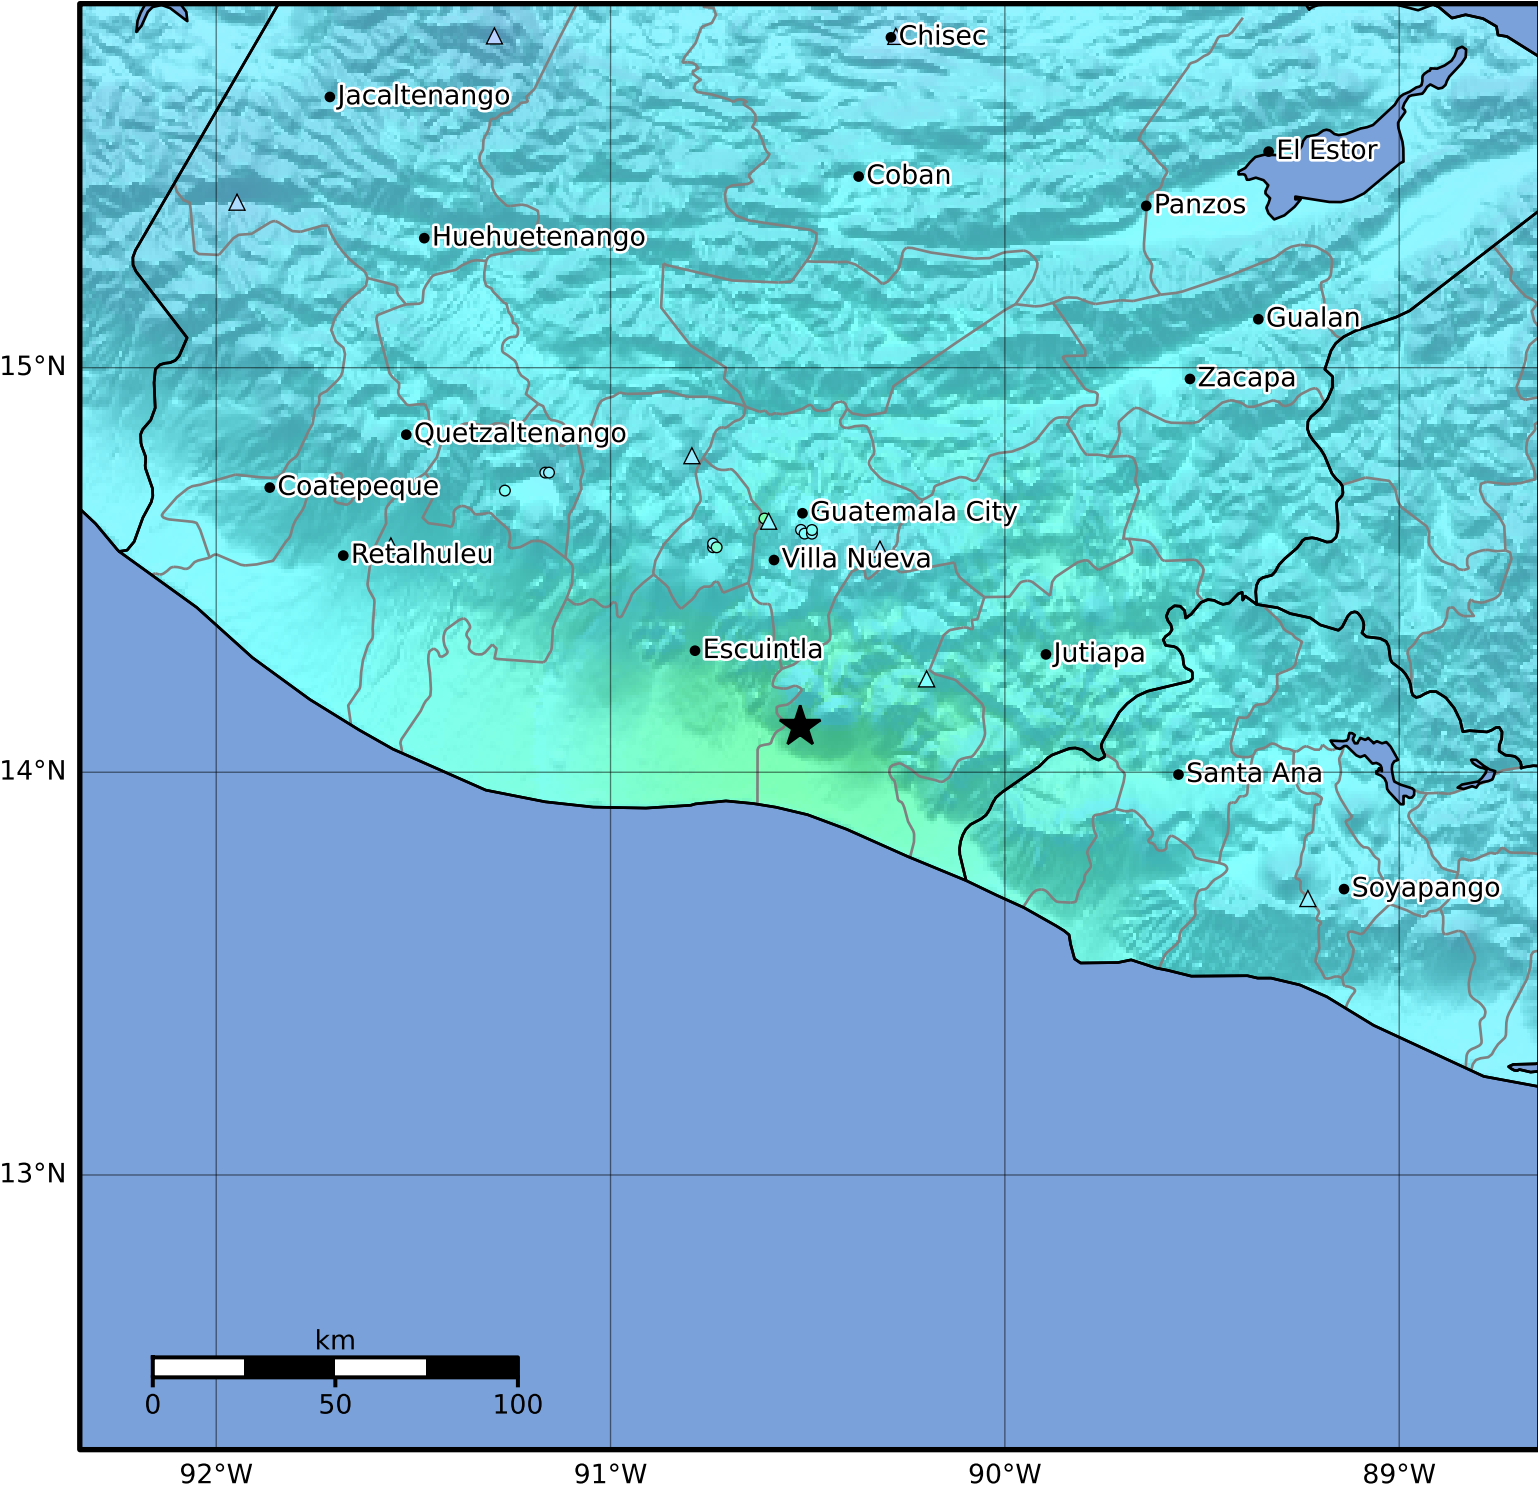 Chisec
Jacaltenango
El Estor
Coban
Panzos
Huehuetenango
Gualan
15°N
Zacapa
Quetzaltenango
Coatepeque
Guatemala City
Retalhuleu
Villa Nueva
Escuintla
Jutiapa
14°N
Santa Ana
Soyapango
13°N
km
0 50 100
92°W 91°W 90°W 89°W